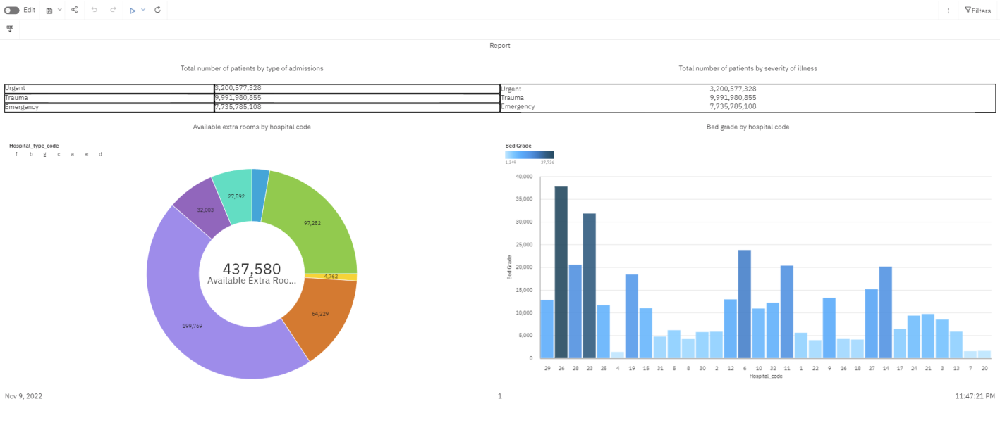 Edit
Filters
Report
Total number of patients by type of admissions
Urgent 3,200,577,328
Trauma 9,991,980,855
Emergency 7,735,785,108
Total number of patients by severity of illness
Urgent 3,200,577,328
Trauma 9,991,980,855
Emergency 7,735,785,108
Available extra rooms by hospital code
Hospital_type_code
f b g c a e d
27,592
32,003
97,252
437,580
Available Extra Roo...
4,762
64,229
199,769
Bed grade by hospital code
Bed Grade
1,349 37,736
40,000
35,000
30,000
25,000
20,000
15,000
10,000
5,000
0
Bed Grade
29 26 28 23 25 4 19 15 31 5 8 30 2 12 6 10 32 11 1 22 9 16 18 27 14 17 24 21 3 13 7 20
Hospital_code
Nov 9, 2022 1 11:47:21 PM